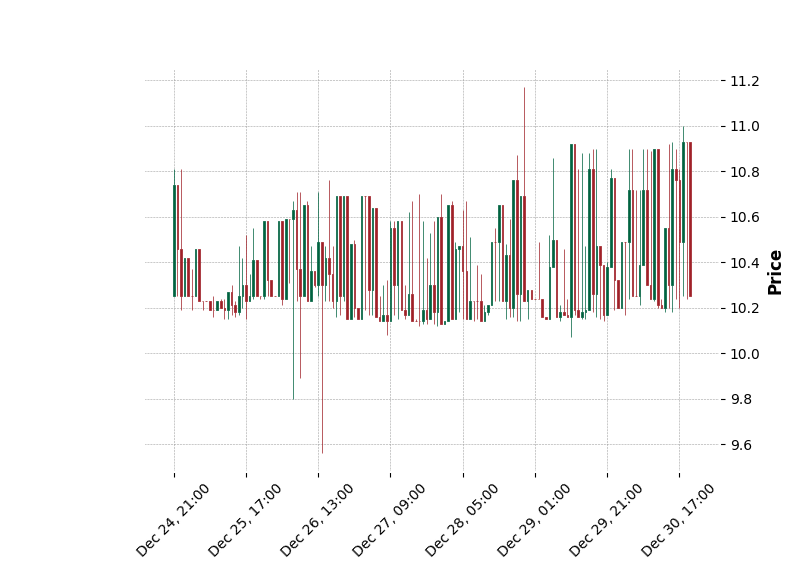 11.2
11.0
10.8
10.6
10.4
10.2
10.0
9.8
9.6
Price
Dec 24, 21:00
Dec 25, 17:00
Dec 26, 13:00
Dec 27, 09:00
Dec 28, 05:00
Dec 29, 01:00
Dec 29, 21:00
Dec 30, 17:00